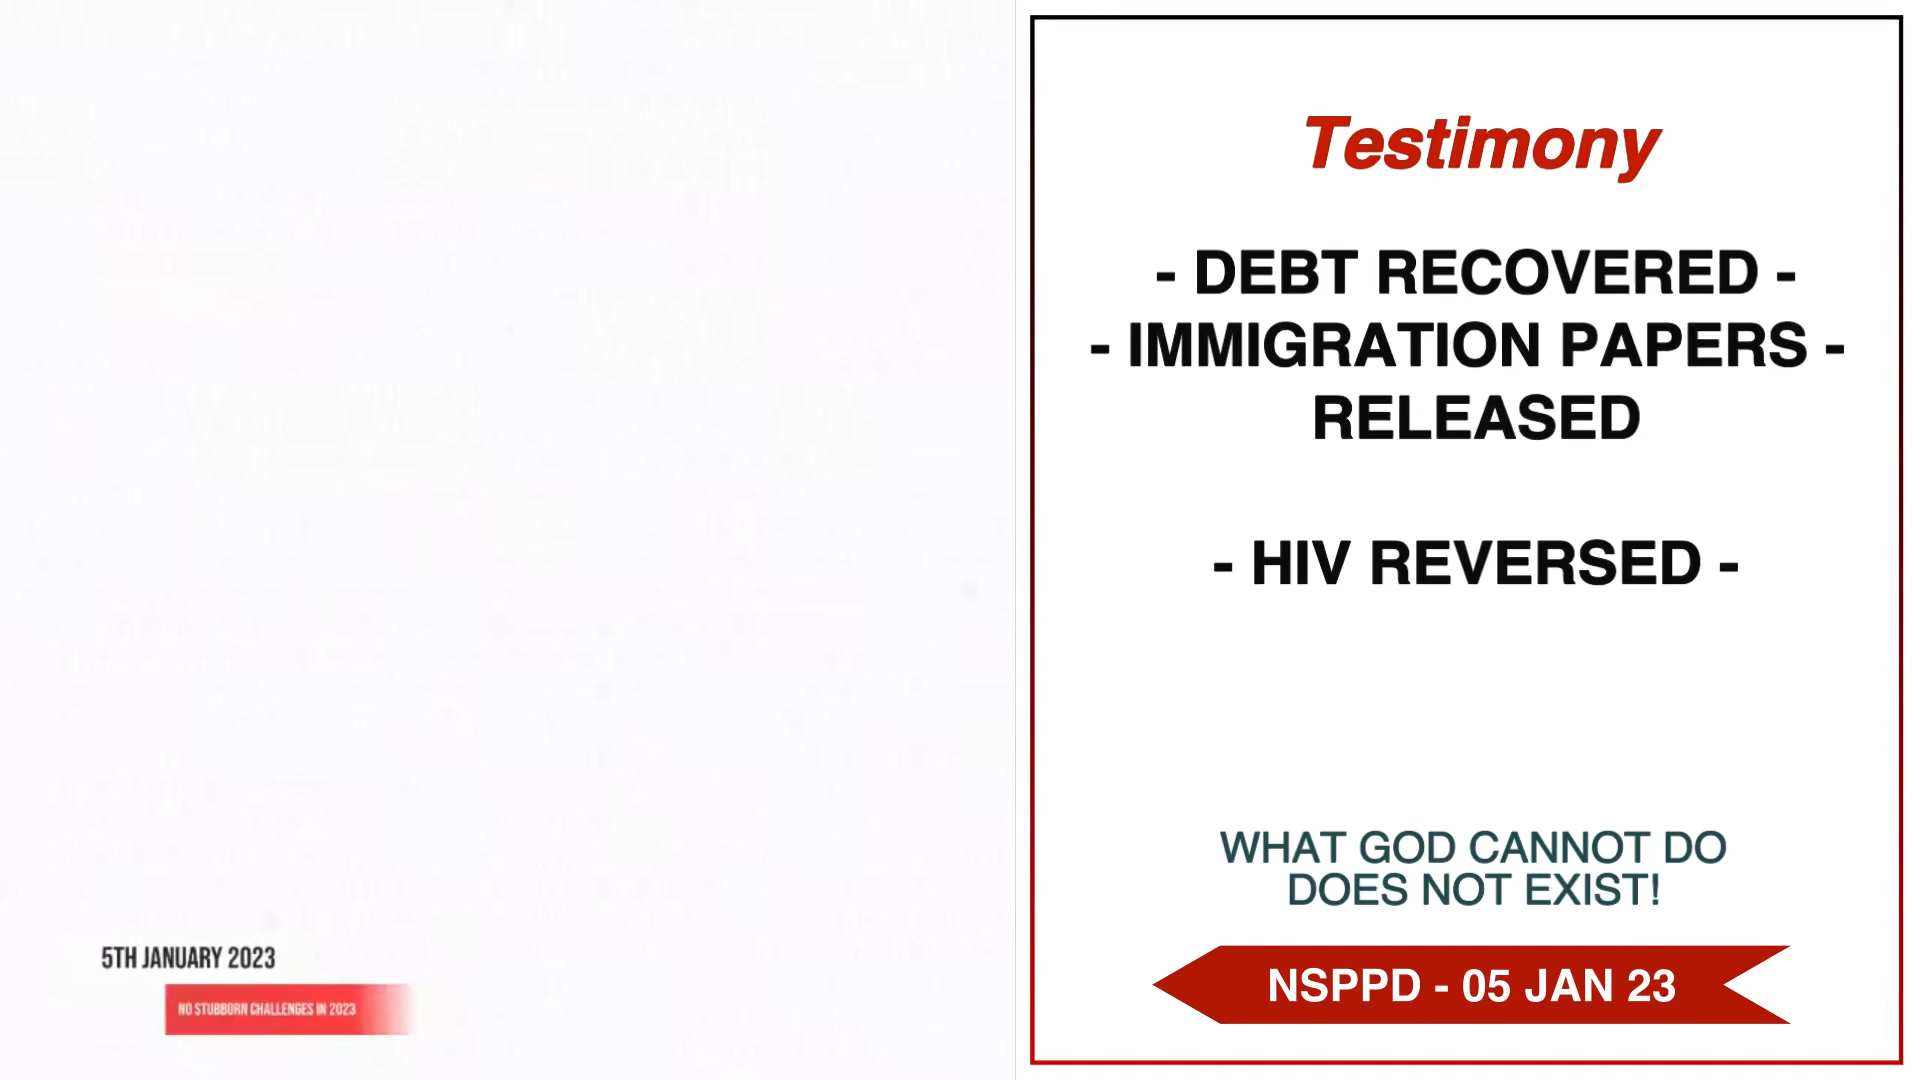 Testimony
- DEBT RECOVERED -
- IMMIGRATION PAPERS -
RELEASED
- HIV REVERSED -
WHAT GOD CANNOT DO
DOES NOT EXIST!
NSPPD - 05 JAN 23
5TH JANUARY 2023
NO STUBBORN CHALLENGES IN 2023